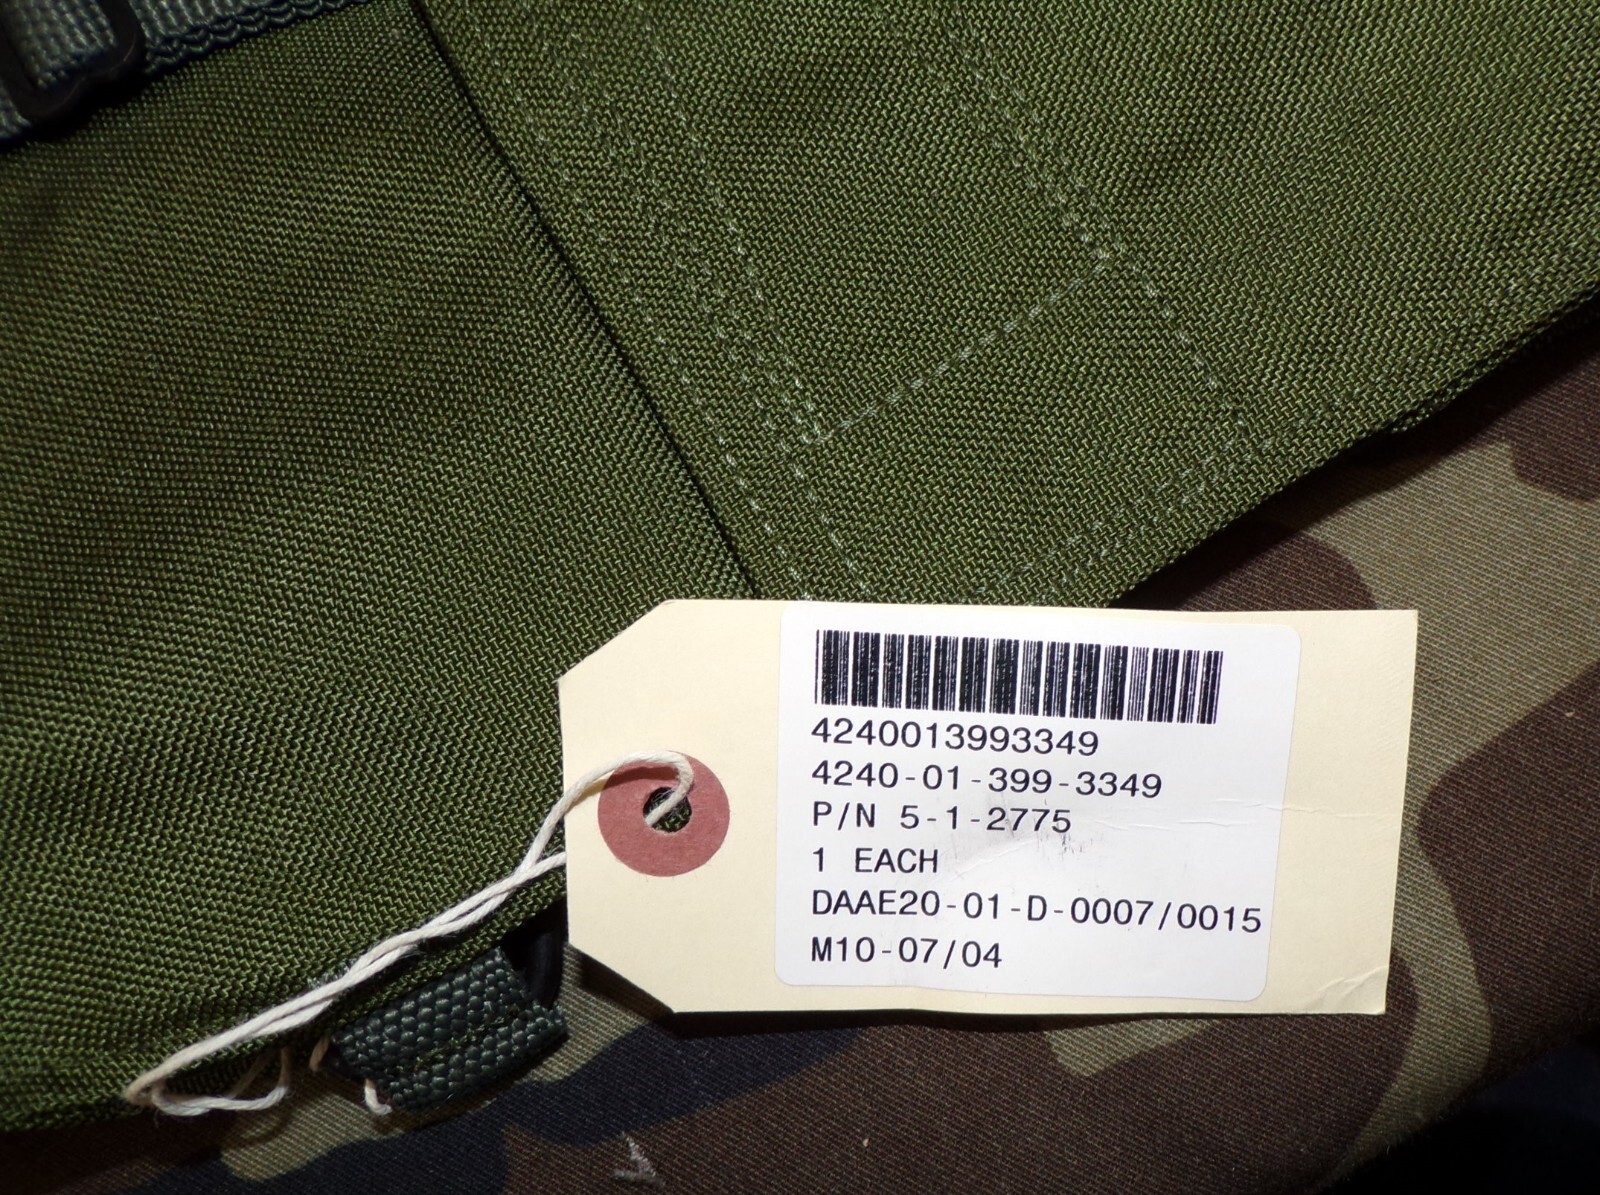 4240013993349
4240-01-399-3349
P/N 5-1-2775
1 EACH
DAAE20-01-D-0007/0015
M10-07/04